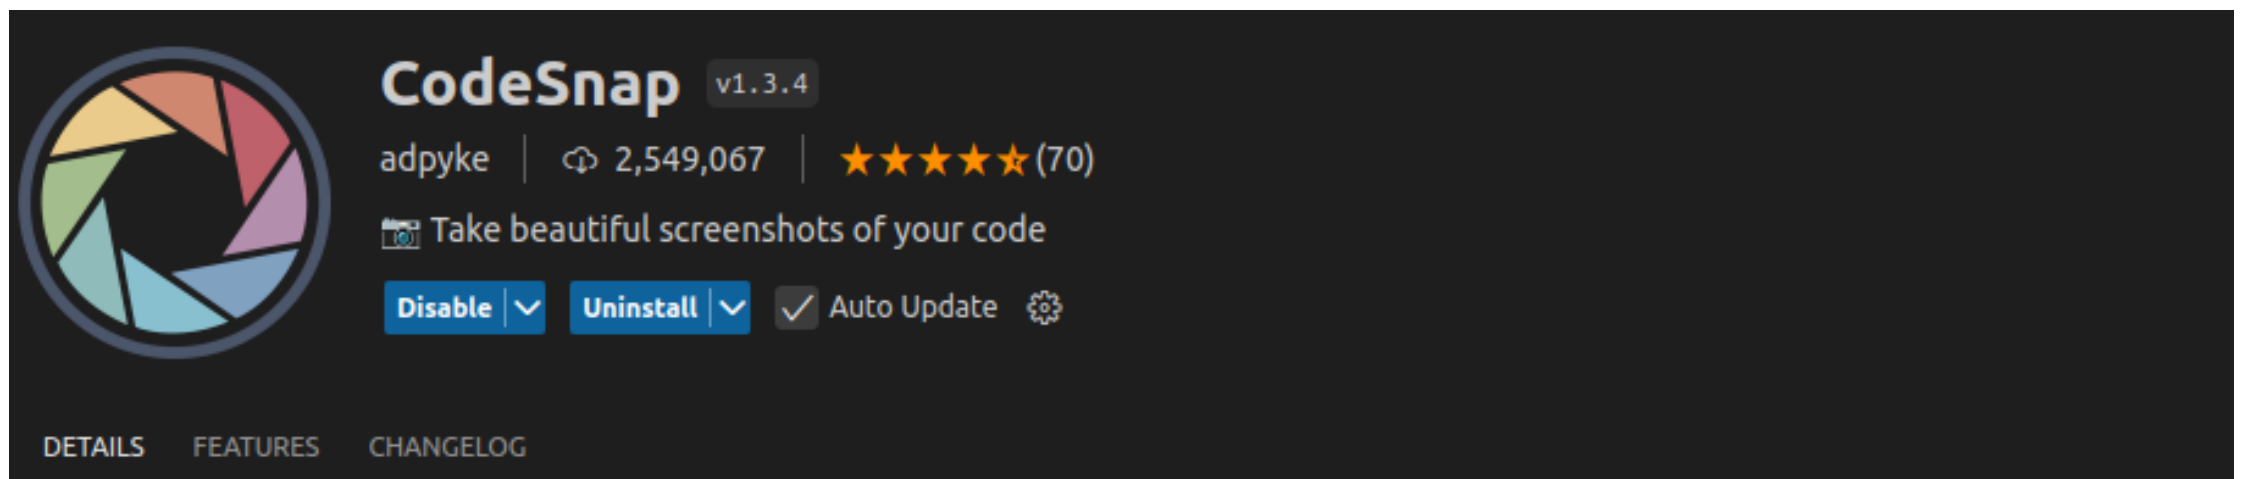 CodeSnap v1.3.4
adpyke 2,549,067 (70)
Take beautiful screenshots of your code
Disable Uninstall Auto Update
DETAILS FEATURES CHANGELOG